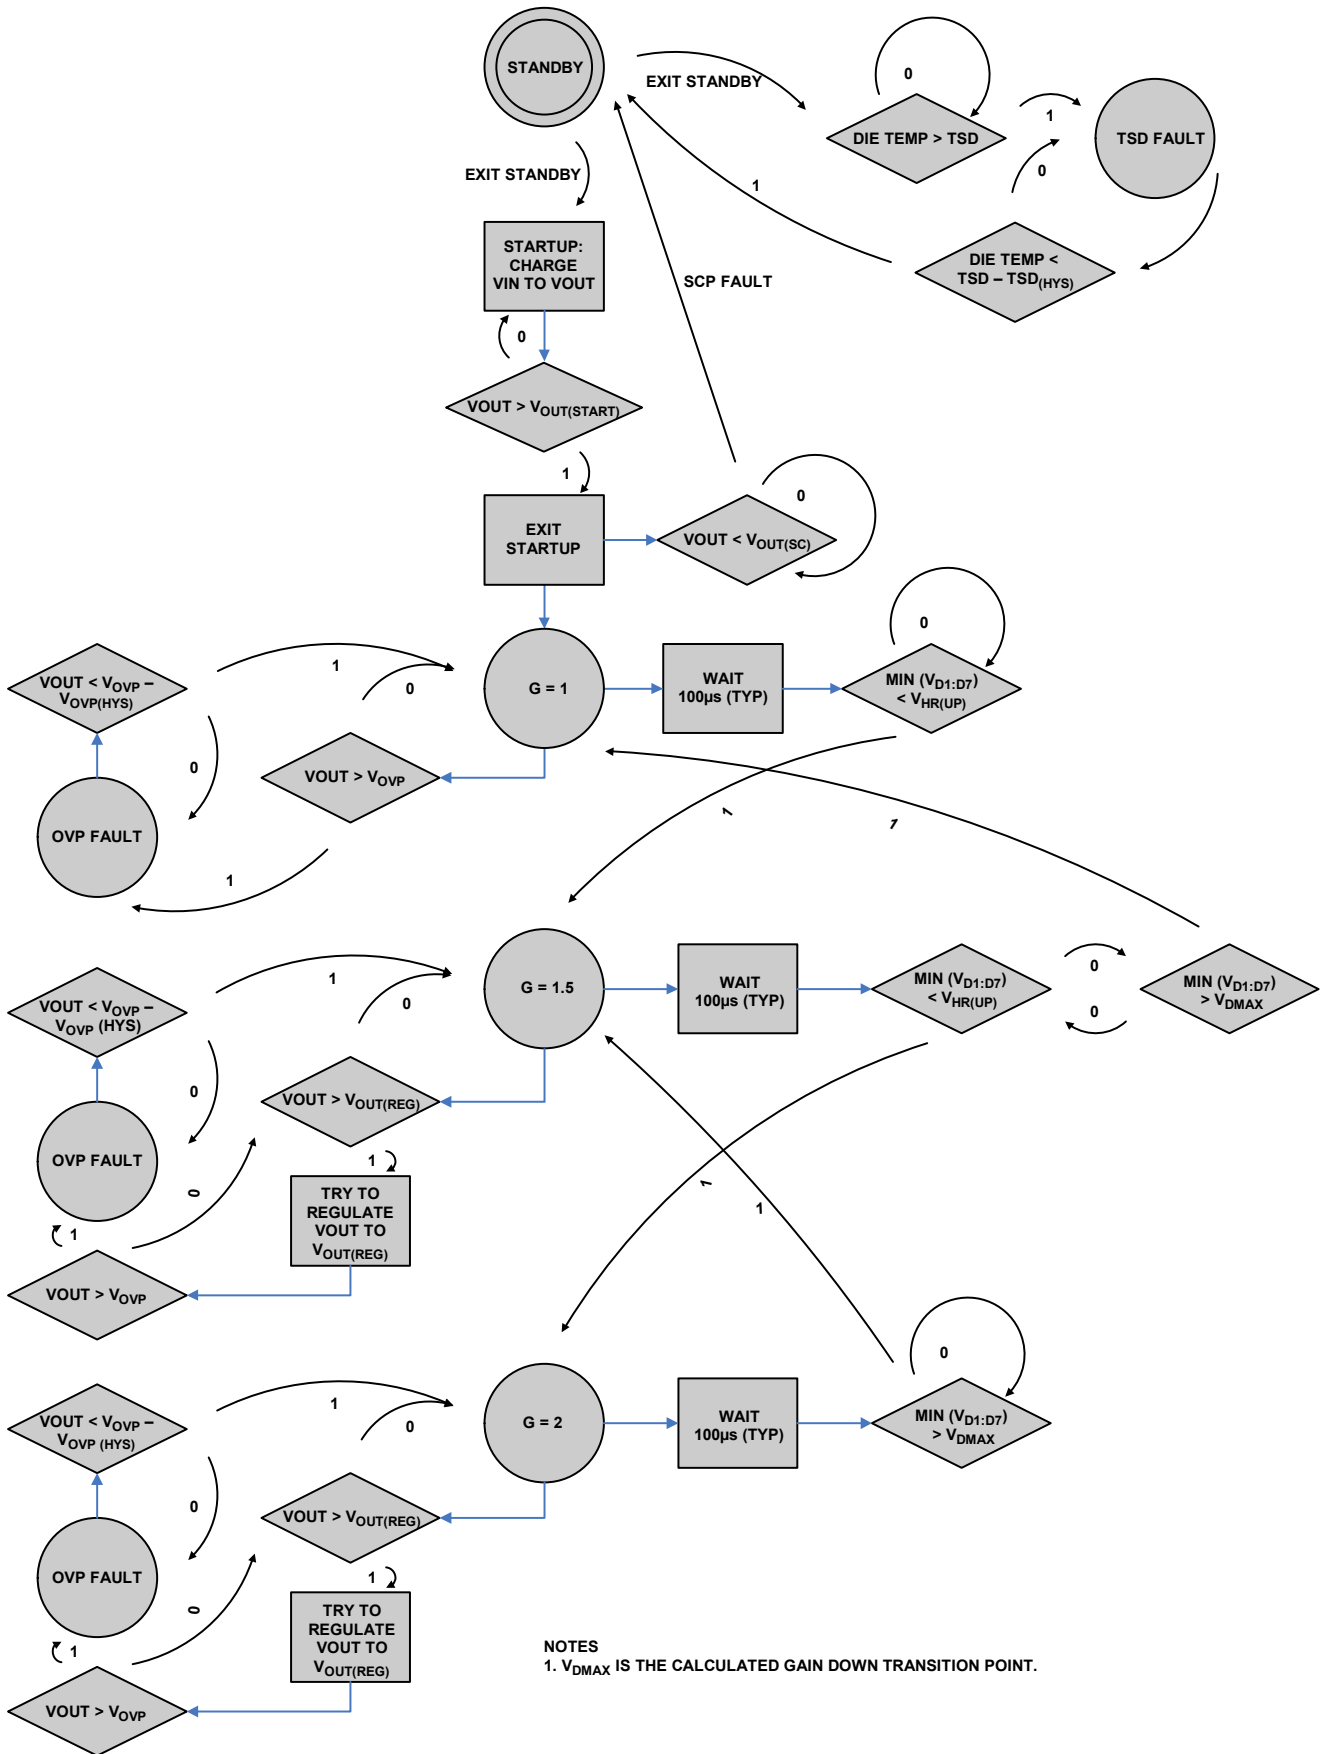 STANDBY
EXIT STANDBY
0
DIE TEMP > TSD
1
TSD FAULT
0
EXIT STANDBY
1
DIE TEMP <
TSD – TSD(HYS)
STARTUP:
CHARGE
VIN TO VOUT
SCP FAULT
0
VOUT > VOUT(START)
1
0
EXIT
STARTUP
VOUT < VOUT(SC)
0
VOUT < VOVP –
VOVP(HYS)
1
0
G = 1
WAIT
100µs (TYP)
MIN (VD1:D7)
< VHR(UP)
0
VOUT > VOVP
OVP FAULT
1
1
1
VOUT < VOVP –
VOVP (HYS)
1
0
G = 1.5
WAIT
100µs (TYP)
MIN (VD1:D7)
< VHR(UP)
0
0
MIN (VD1:D7)
> VDMAX
0
VOUT > VOUT(REG)
OVP FAULT
1
0
1
TRY TO
REGULATE
VOUT TO
VOUT(REG)
1
1
VOUT > VOVP
0
VOUT < VOVP –
VOVP (HYS)
1
0
G = 2
WAIT
100µs (TYP)
MIN (VD1:D7)
> VDMAX
0
VOUT > VOUT(REG)
OVP FAULT
1
0
1
TRY TO
REGULATE
VOUT TO
VOUT(REG)
VOUT > VOVP
NOTES
1. VDMAX IS THE CALCULATED GAIN DOWN TRANSITION POINT.